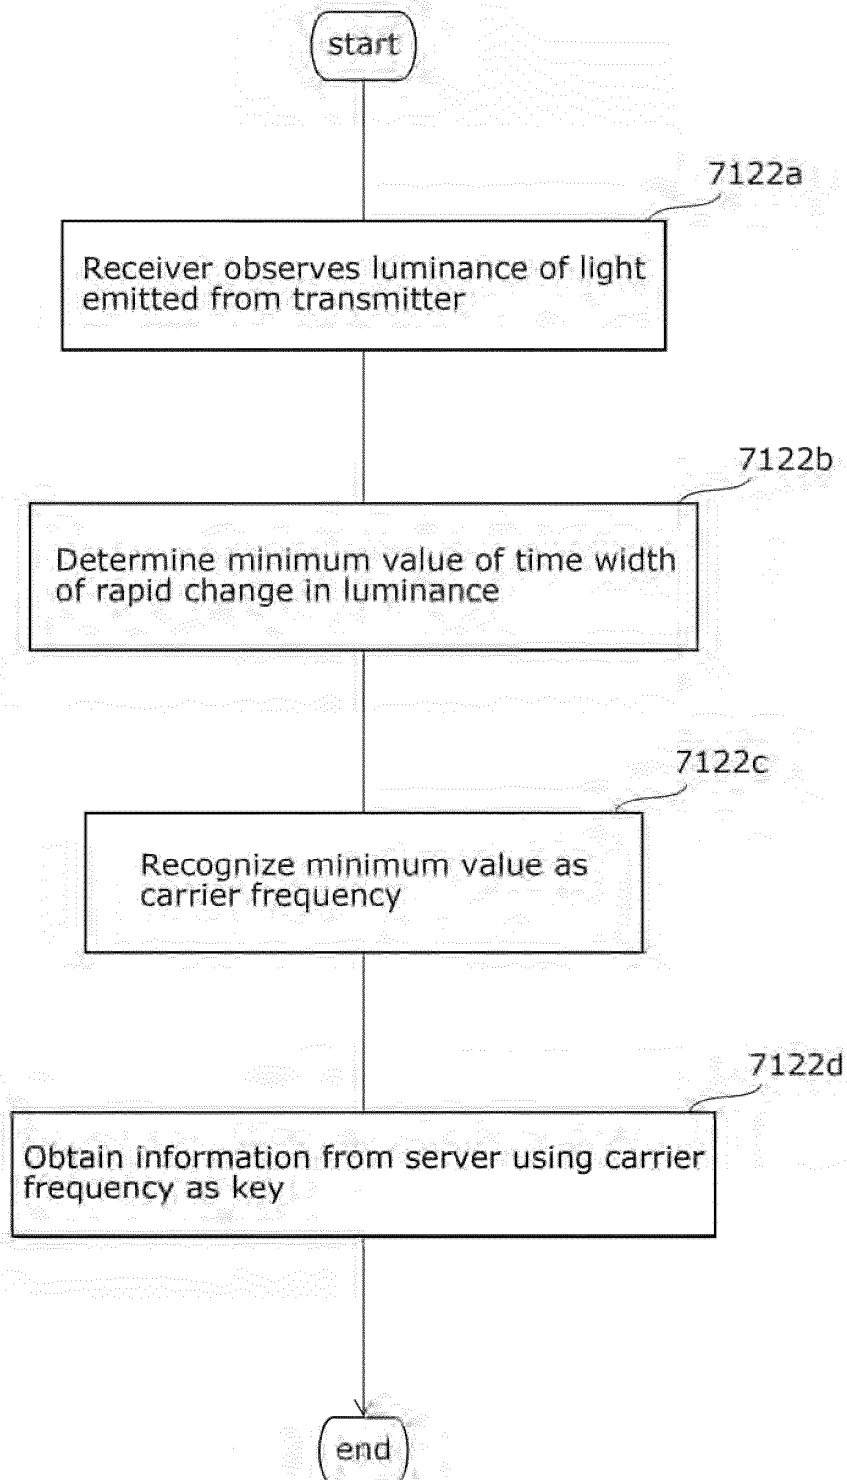 start
7122a
Receiver observes luminance of light
emitted from transmitter
7122b
Determine minimum value of time width
of rapid change in luminance
7122c
Recognize minimum value as
carrier frequency
7122d
Obtain information from server using carrier
frequency as key
end